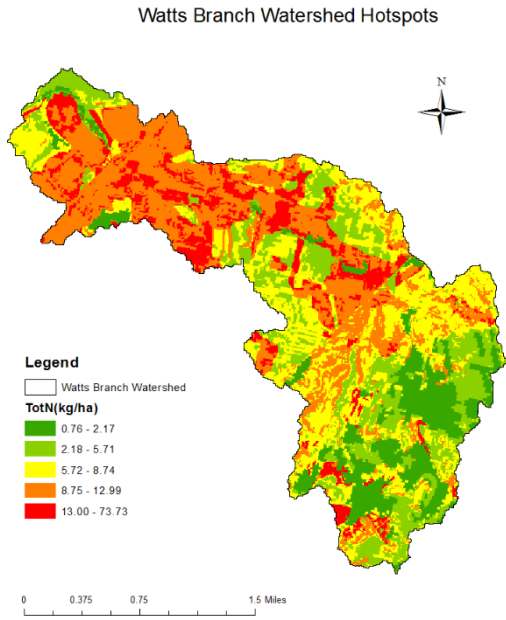 Watts Branch Watershed Hotspots
N
Legend
Watts Branch Watershed
TotN(kg/ha)
0.76 - 2.17
2.18 - 5.71
5.72 - 8.74
8.75 - 12.99
13.00 - 73.73
0 0.375 0.75 1.5 Miles